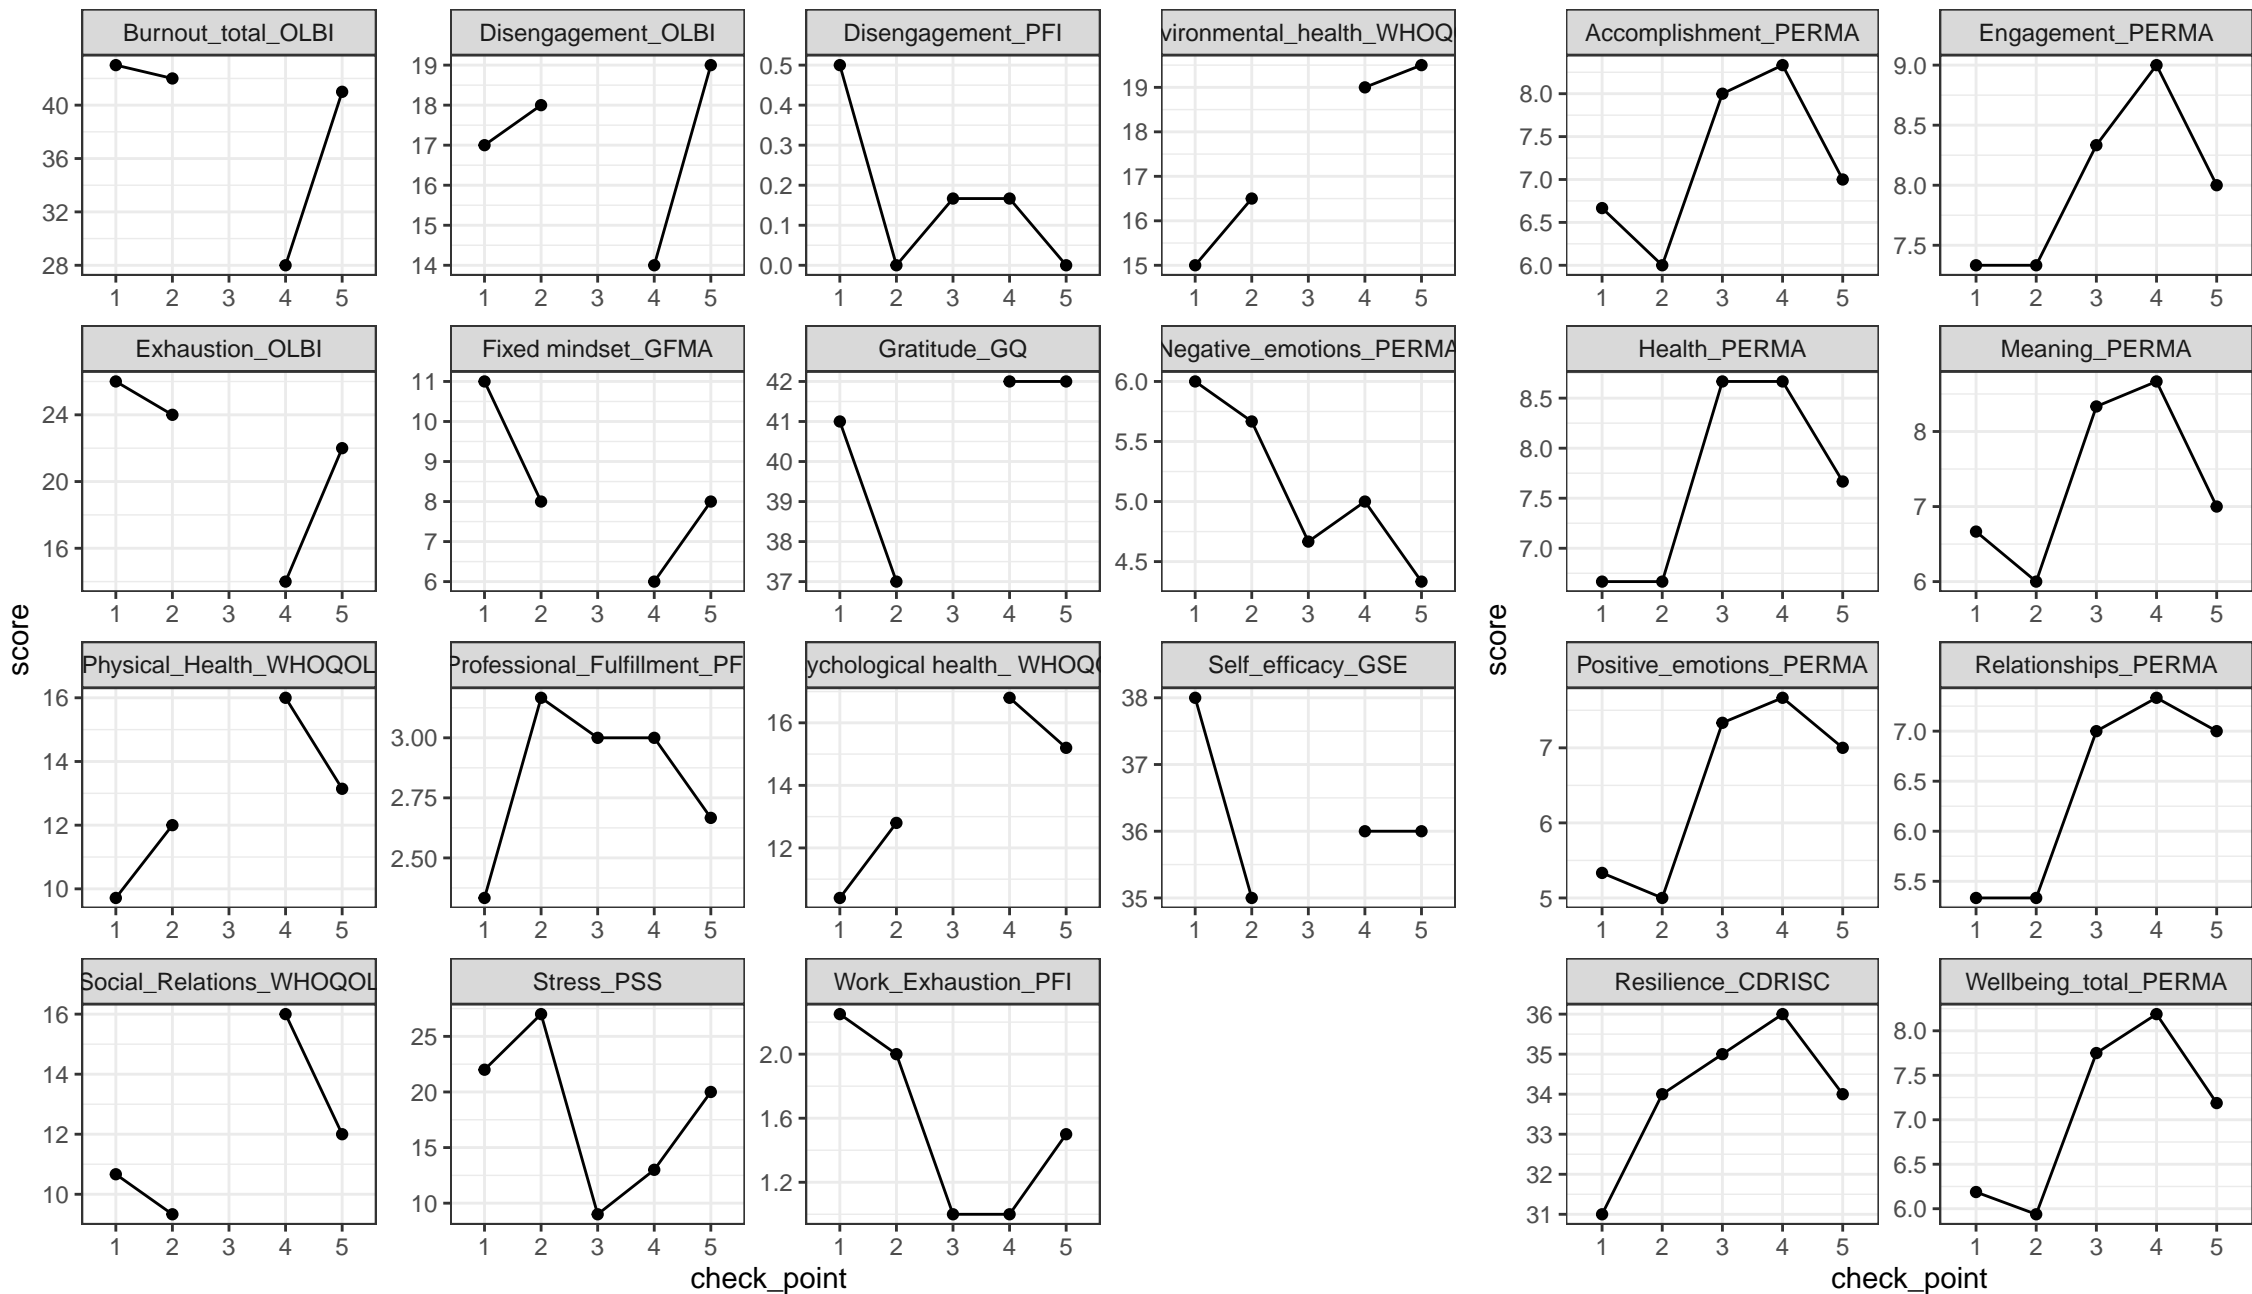 Burnout_total_OLBI
Disengagement_OLBI
Disengagement_PFI
vironmental_health_WHOQ
Accomplishment_PERMA
Engagement_PERMA
40
36
32
28
1 2 3 4 5
19
18
17
16
15
14
1 2 3 4 5
0.5
0.4
0.3
0.2
0.1
0.0
1 2 3 4 5
19
18
17
16
15
1 2 3 4 5
8.0
7.5
7.0
6.5
6.0
1 2 3 4 5
9.0
8.5
8.0
7.5
1 2 3 4 5
Exhaustion_OLBI
Fixed mindset_GFMA
Gratitude_GQ
Negative_emotions_PERMA
Health_PERMA
Meaning_PERMA
24
20
16
1 2 3 4 5
11
10
9
8
7
6
1 2 3 4 5
42
41
40
39
38
37
1 2 3 4 5
6.0
5.5
5.0
4.5
1 2 3 4 5
8.5
8.0
7.5
7.0
1 2 3 4 5
8
7
6
1 2 3 4 5
score
score
Physical_Health_WHOQOL
Professional_Fulfillment_PF
ychological health_ WHOQ
Self_efficacy_GSE
Positive_emotions_PERMA
Relationships_PERMA
16
14
12
10
1 2 3 4 5
3.00
2.75
2.50
1 2 3 4 5
16
14
12
1 2 3 4 5
38
37
36
35
1 2 3 4 5
7
6
5
1 2 3 4 5
7.0
6.5
6.0
5.5
1 2 3 4 5
Social_Relations_WHOQOL
Stress_PSS
Work_Exhaustion_PFI
Resilience_CDRISC
Wellbeing_total_PERMA
16
14
12
10
1 2 3 4 5
25
20
15
10
1 2 3 4 5
2.0
1.6
1.2
1 2 3 4 5
36
35
34
33
32
31
1 2 3 4 5
8.0
7.5
7.0
6.5
6.0
1 2 3 4 5
check_point
check_point